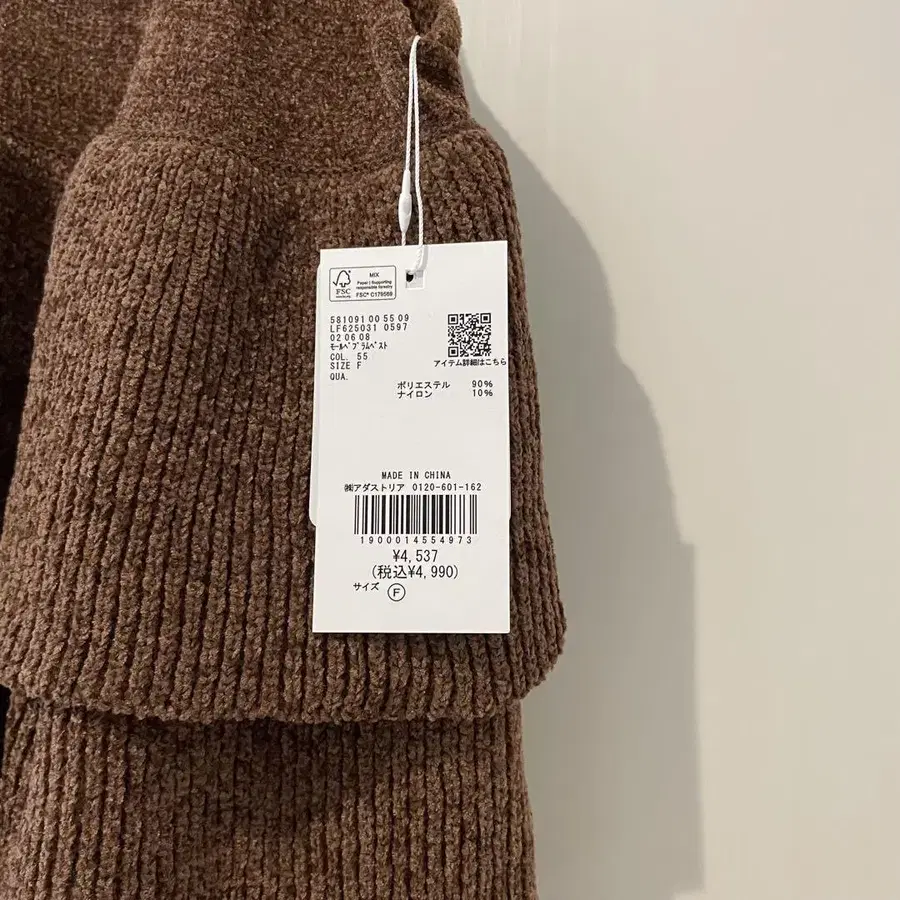 FSC
MIX
Paper | Supporting
responsible forestry
FSC® C179569
581091 00 55 09
LF625031 0597
02 06 08
ﾓｰﾙﾍﾟﾌﾟﾗﾑﾍﾞｽﾄ
COL. 55
SIZE F
QUA.
アイテム詳細はこちら
ポリエステル 90%
ナイロン 10%
MADE IN CHINA
㈱アダストリア 0120-601-162
1900014554973
¥4,537
(税込¥4,990)
サイズ Ⓕ